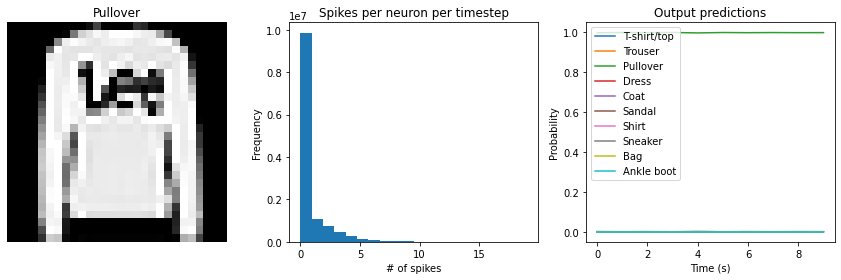 Pullover
Spikes per neuron per timestep
1e7
1.0
0.8
0.6
0.4
0.2
0.0
Frequency
0
5
10
15
# of spikes
Output predictions
1.0
0.8
0.6
0.4
0.2
0.0
Probability
T-shirt/top
Trouser
Pullover
Dress
Coat
Sandal
Shirt
Sneaker
Bag
Ankle boot
0
2
4
6
8
Time (s)